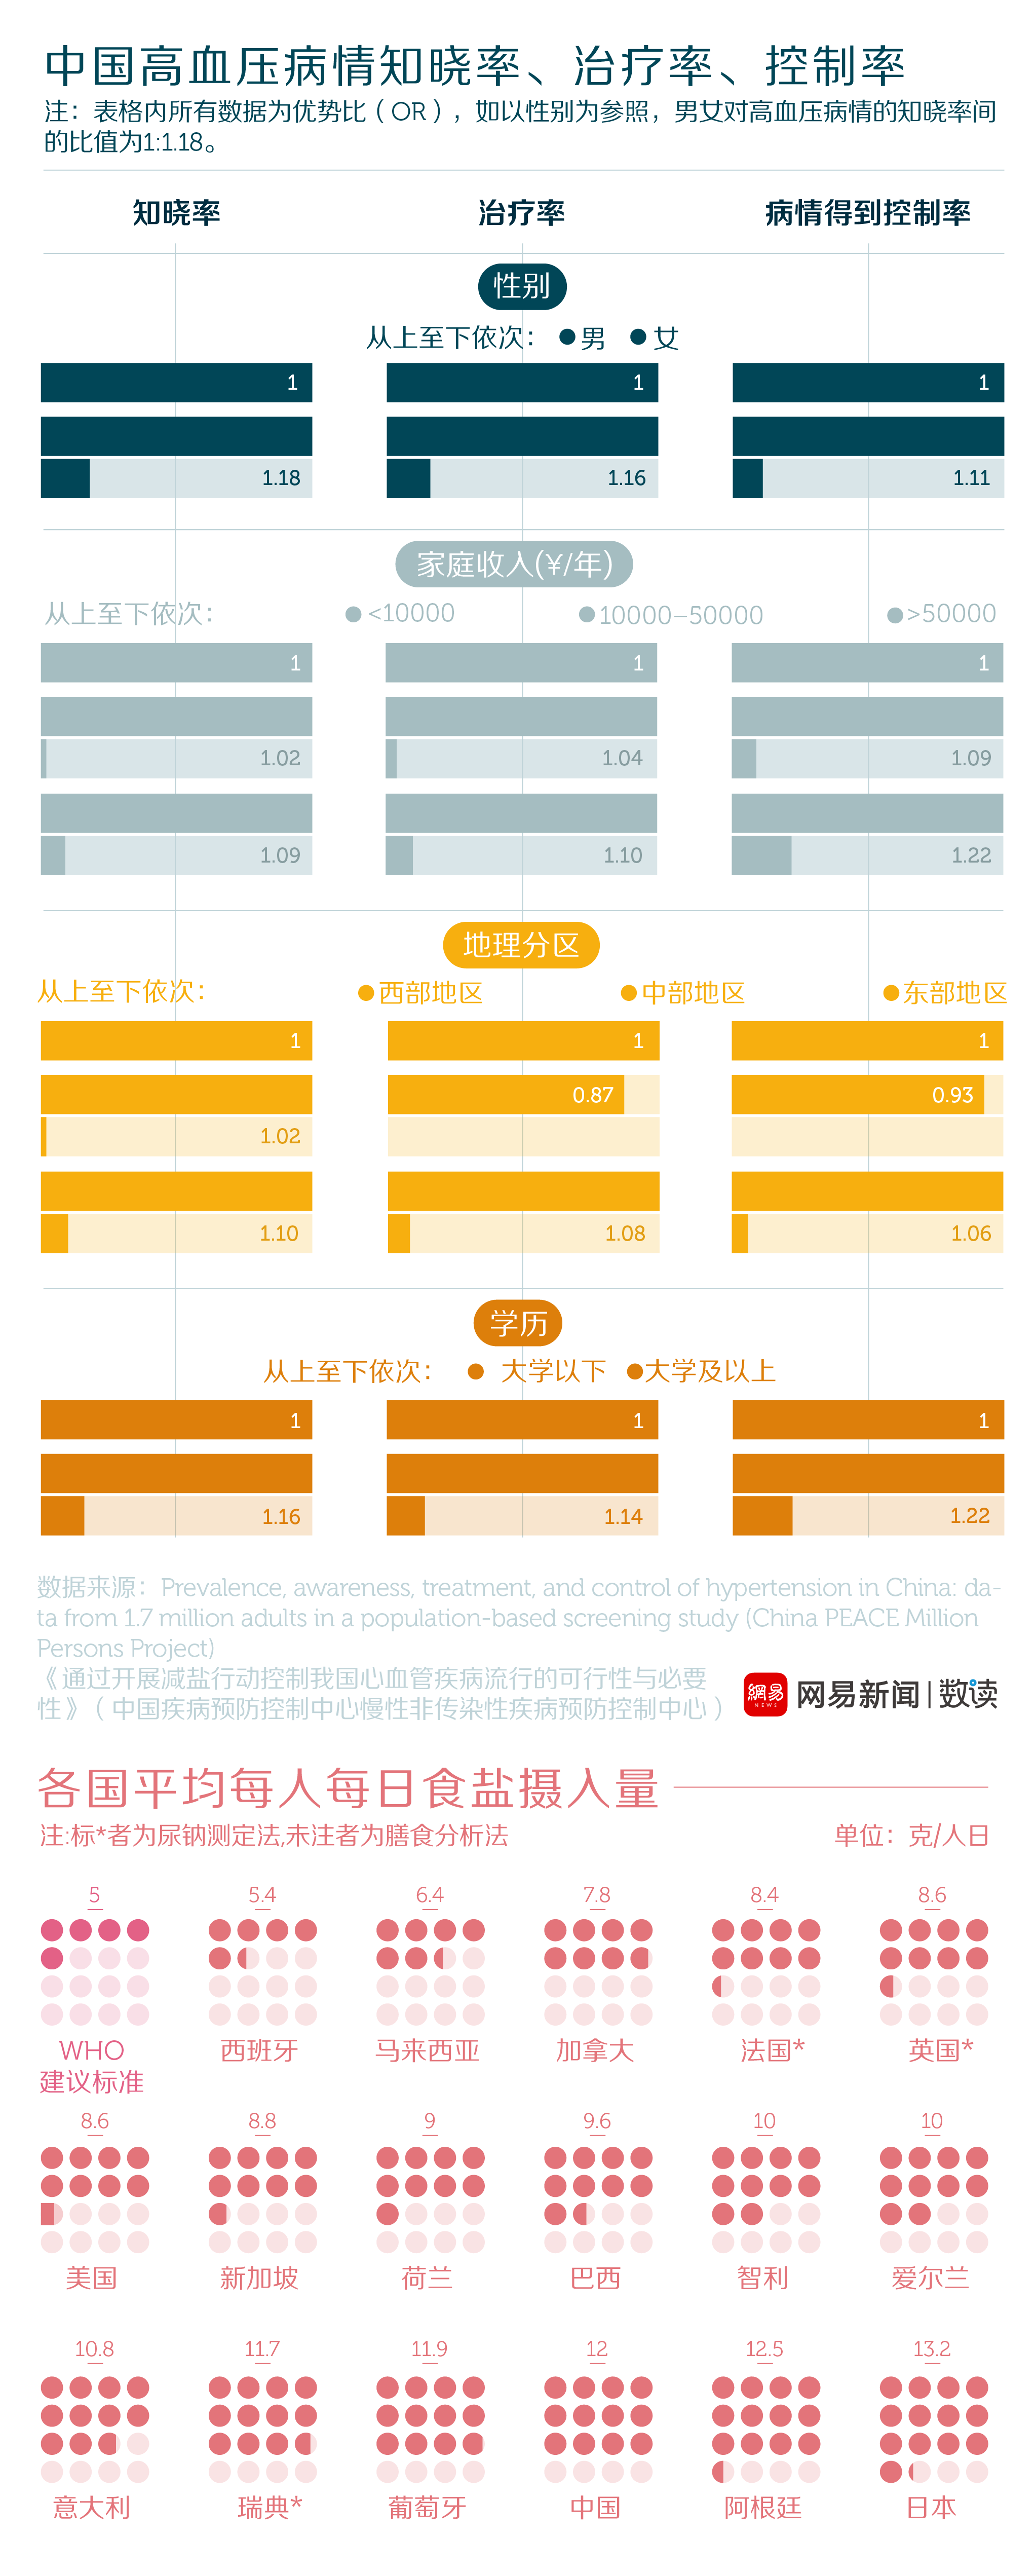 中国高血压病情知晓率、治疗率、控制率
注：表格内所有数据为优势比（OR），如以性别为参照，男女对高血压病情的知晓率间
的比值为1:1.18。
知晓率 治疗率 病情得到控制率
性别
从上至下依次： 男 女
1 1 1
1.18 1.16 1.11
家庭收入(¥/年)
从上至下依次： <10000 10000–50000 >50000
1 1 1
1.02 1.04 1.09
1.09 1.10 1.22
地理分区
从上至下依次： 西部地区 中部地区 东部地区
1 1 1
0.87 0.93
1.02
1.10 1.08 1.06
学历
从上至下依次： 大学以下 大学及以上
1 1 1
1.16 1.14 1.22
数据来源：Prevalence, awareness, treatment, and control of hypertension in China: da-
ta from 1.7 million adults in a population-based screening study (China PEACE Million
Persons Project)
《通过开展减盐行动控制我国心血管疾病流行的可行性与必要
性》（中国疾病预防控制中心慢性非传染性疾病预防控制中心）
網易 NEWS 网易新闻 | 数读
各国平均每人每日食盐摄入量
注:标*者为尿钠测定法,未注者为膳食分析法 单位：克/人日
5 5.4 6.4 7.8 8.4 8.6
WHO 西班牙 马来西亚 加拿大 法国* 英国*
建议标准
8.6 8.8 9 9.6 10 10
美国 新加坡 荷兰 巴西 智利 爱尔兰
10.8 11.7 11.9 12 12.5 13.2
意大利 瑞典* 葡萄牙 中国 阿根廷 日本